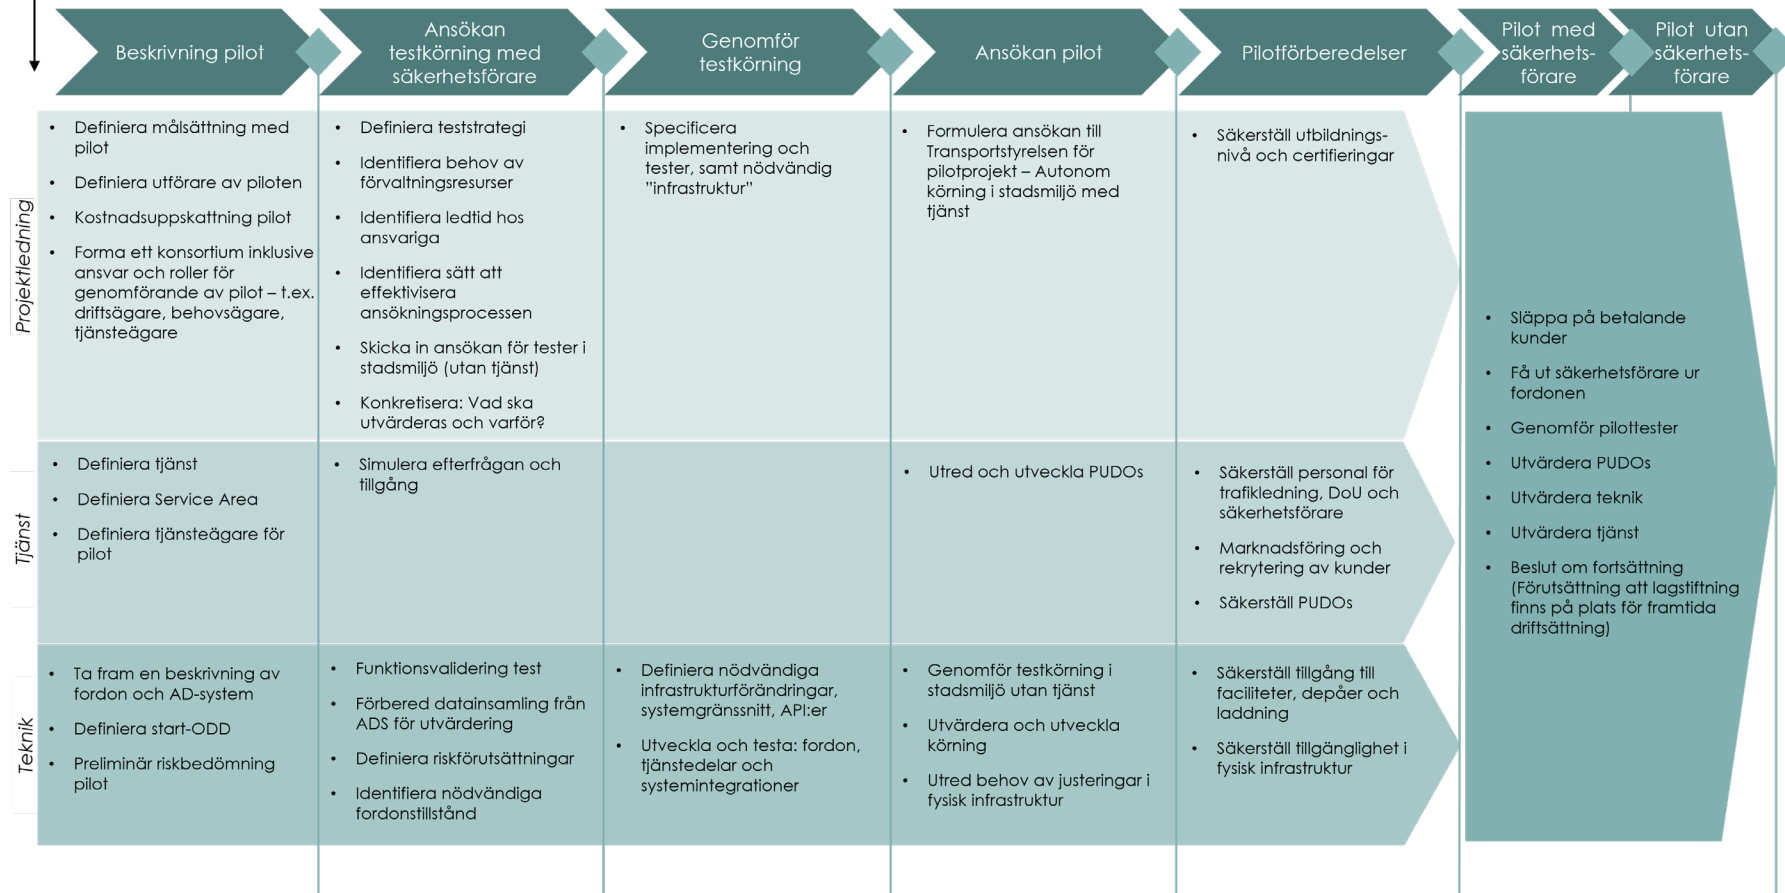 Beskrivning pilot
Ansökan
testkörning med
säkerhetsförare
Genomför
testkörning
Ansökan pilot
Pilotförberedelser
Pilot med
säkerhets-
förare
Pilot utan
säkerhets-
förare
Projektledning
• Definiera målsättning med
pilot
• Definiera utförare av piloten
• Kostnadsuppskattning pilot
• Forma ett konsortium inklusive
ansvar och roller för
genomförande av pilot – t.ex.
driftsägare, behovsägare,
tjänsteägare
• Definiera teststrategi
• Identifiera behov av
förvaltningsresurser
• Identifiera ledtid hos
ansvariga
• Identifiera sätt att
effektivisera
ansökningsprocessen
• Skicka in ansökan för tester i
stadsmiljö (utan tjänst)
• Konkretisera: Vad ska
utvärderas och varför?
• Specificera
implementering och
tester, samt nödvändig
”infrastruktur”
• Formulera ansökan till
Transportstyrelsen för
pilotprojekt – Autonom
körning i stadsmiljö med
tjänst
• Säkerställ utbildnings-
nivå och certifieringar
Tjänst
• Definiera tjänst
• Definiera Service Area
• Definiera tjänsteägare för
pilot
• Simulera efterfrågan och
tillgång
• Utred och utveckla PUDOs
• Säkerställ personal för
trafikledning, DoU och
säkerhetsförare
• Marknadsföring och
rekrytering av kunder
• Säkerställ PUDOs
Teknik
• Ta fram en beskrivning av
fordon och AD-system
• Definiera start-ODD
• Preliminär riskbedömning
pilot
• Funktionsvalidering test
• Förbered datainsamling från
ADS för utvärdering
• Definiera riskförutsättningar
• Identifiera nödvändiga
fordonstillstånd
• Definiera nödvändiga
infrastrukturförändringar,
systemgränssnitt, API:er
• Utveckla och testa: fordon,
tjänstedelar och
systemintegrationer
• Genomför testkörning i
stadsmiljö utan tjänst
• Utvärdera och utveckla
körning
• Utred behov av justeringar i
fysisk infrastruktur
• Säkerställ tillgång till
faciliteter, depåer och
laddning
• Säkerställ tillgänglighet i
fysisk infrastruktur
• Släppa på betalande
kunder
• Få ut säkerhetsförare ur
fordonen
• Genomför pilottester
• Utvärdera PUDOs
• Utvärdera teknik
• Utvärdera tjänst
• Beslut om fortsättning
(Förutsättning att lagstiftning
finns på plats för framtida
driftsättning)